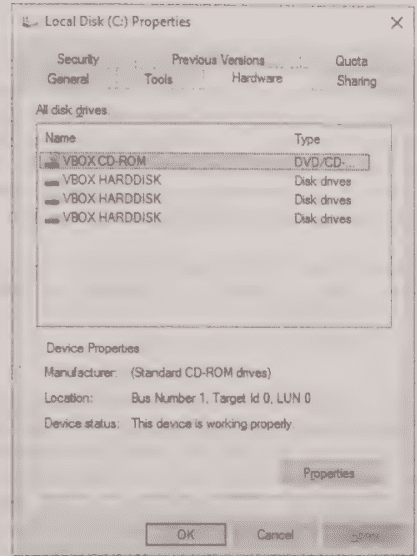 Local Disk (C:) Properties
Security Previous Versions Quota
General Tools Hardware Sharing
All disk drives:
Name Type
VBOX CD-ROM DVD/CD-...
VBOX HARDDISK Disk drives
VBOX HARDDISK Disk drives
VBOX HARDDISK Disk drives
Device Properties
Manufacturer: (Standard CD-ROM drives)
Location: Bus Number 1, Target Id 0, LUN 0
Device status: This device is working properly.
Properties
OK Cancel